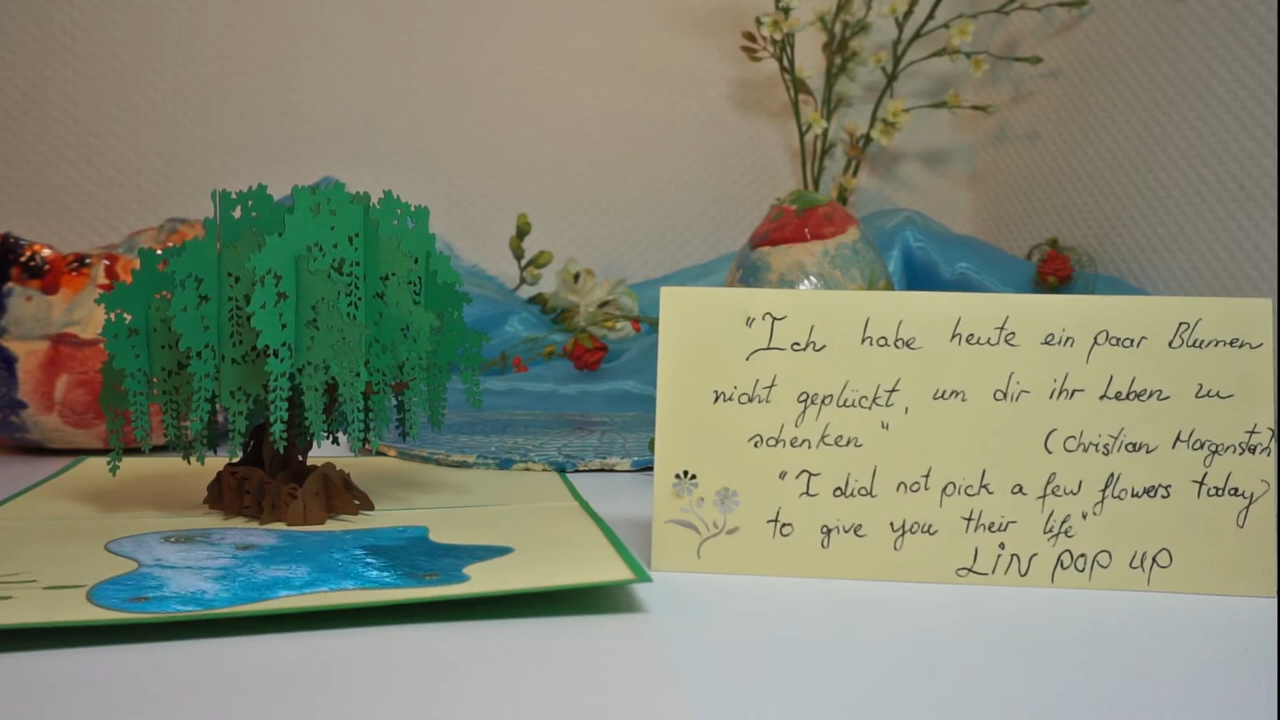 "Ich habe heute ein paar Blumen
nicht geplückt, um dir ihr Leben zu
schenken"
(Christian Morgenstern)
"I did not pick a few flowers today
to give you their life"
LiN pop up